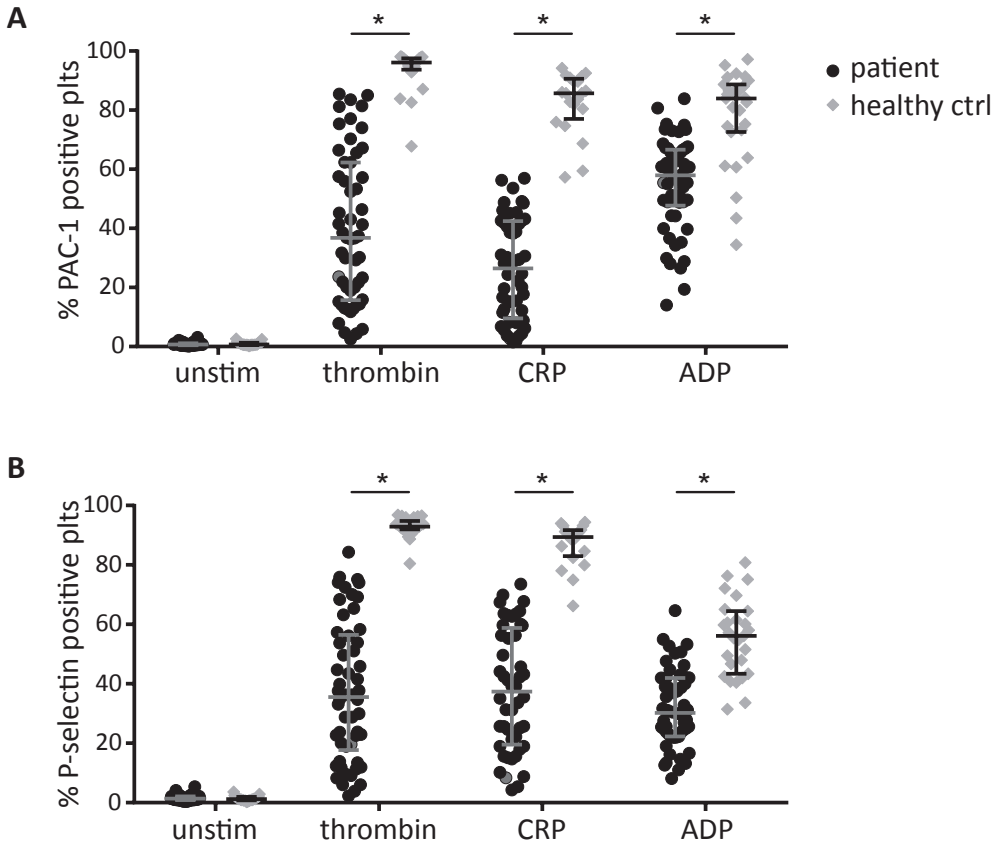 A
* * *
% PAC-1 positive plts
100
80
60
40
20
0
unstim thrombin CRP ADP
patient
healthy ctrl
B
* * *
% P-selectin positive plts
100
80
60
40
20
0
unstim thrombin CRP ADP